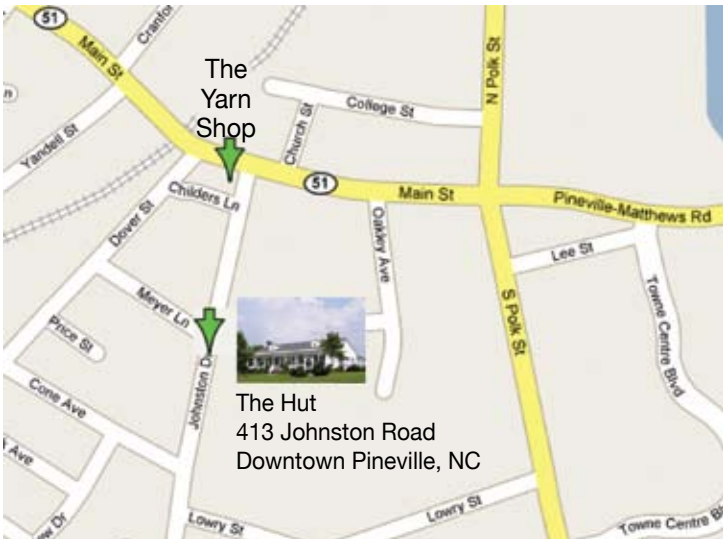 51
Main St
Cranfor
The
Yarn
Shop
N Polk St
College St
Church St
Yandell St
Childers Ln
51
Main St
Pineville-Matthews Rd
Dover St
Oakley Ave
Lee St
Meyer Ln
S Polk St
Towne Centre Blvd
Price St
Johnston D
Cone Ave
The Hut
413 Johnston Road
Downtown Pineville, NC
Ave
w Dr
Lowry St
Lowry St
Towne Centre B